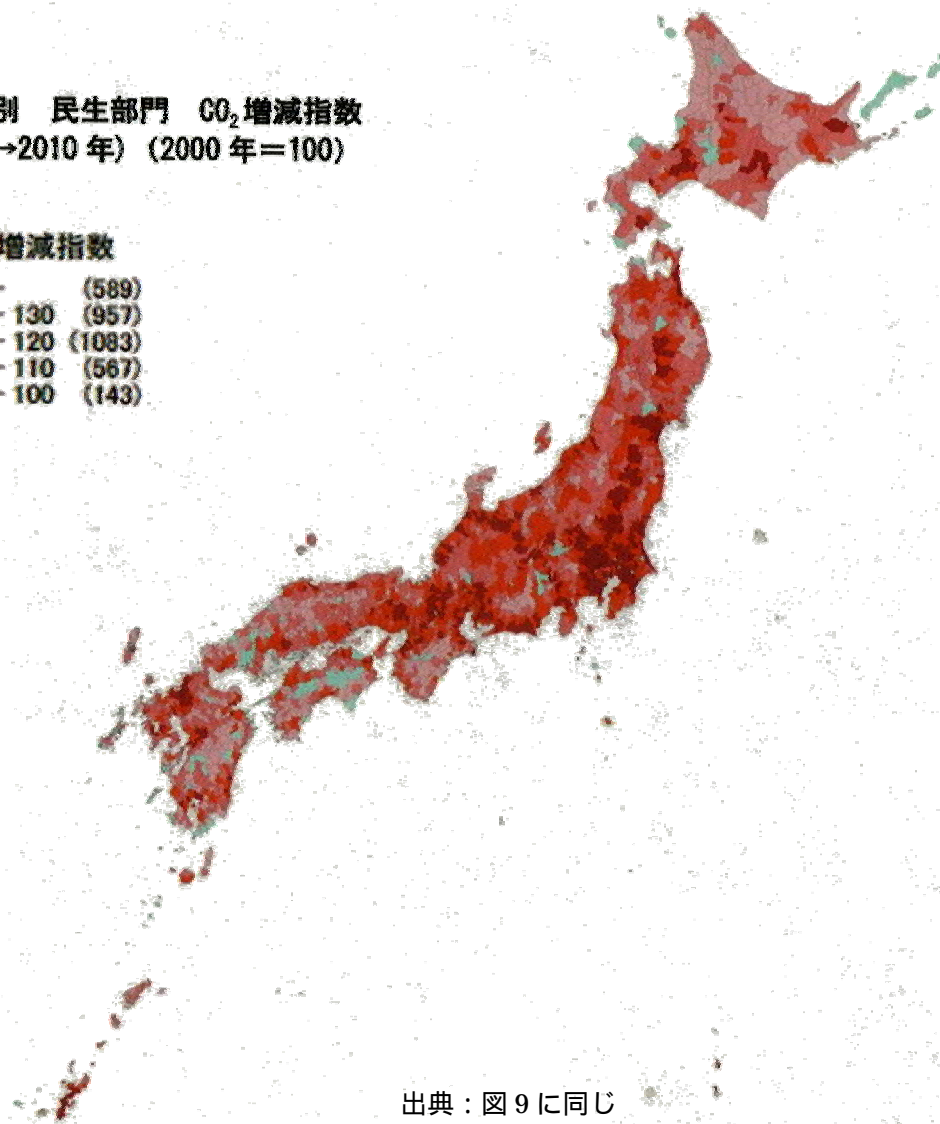 別 民生部門 CO₂増減指数
→2010 年) (2000 年=100)
増減指数
- (589)
- 130 (957)
- 120 (1083)
- 110 (567)
- 100 (143)
出典:図 9 に同じ